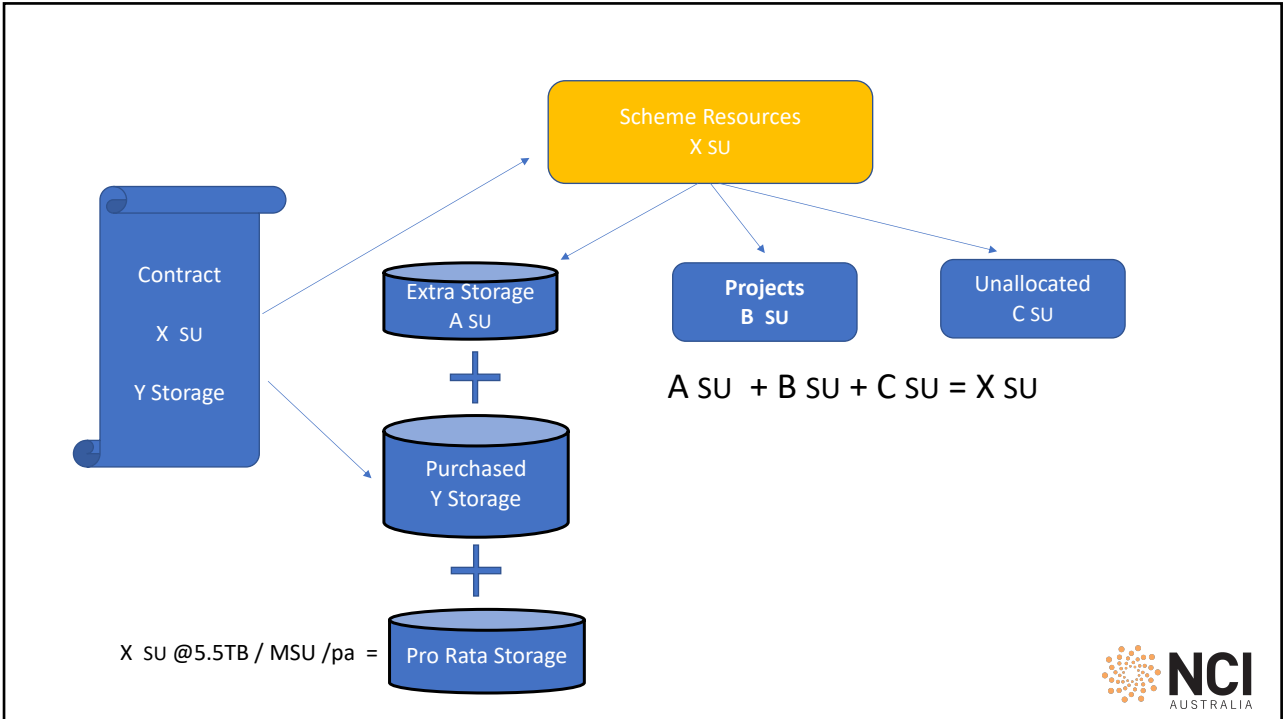 Scheme Resources
X SU
Contract
X SU
Y Storage
Extra Storage
A SU
Projects
B SU
Unallocated
C SU
A SU + B SU + C SU = X SU
Purchased
Y Storage
X SU @5.5TB / MSU /pa =
Pro Rata Storage
NCI
AUSTRALIA